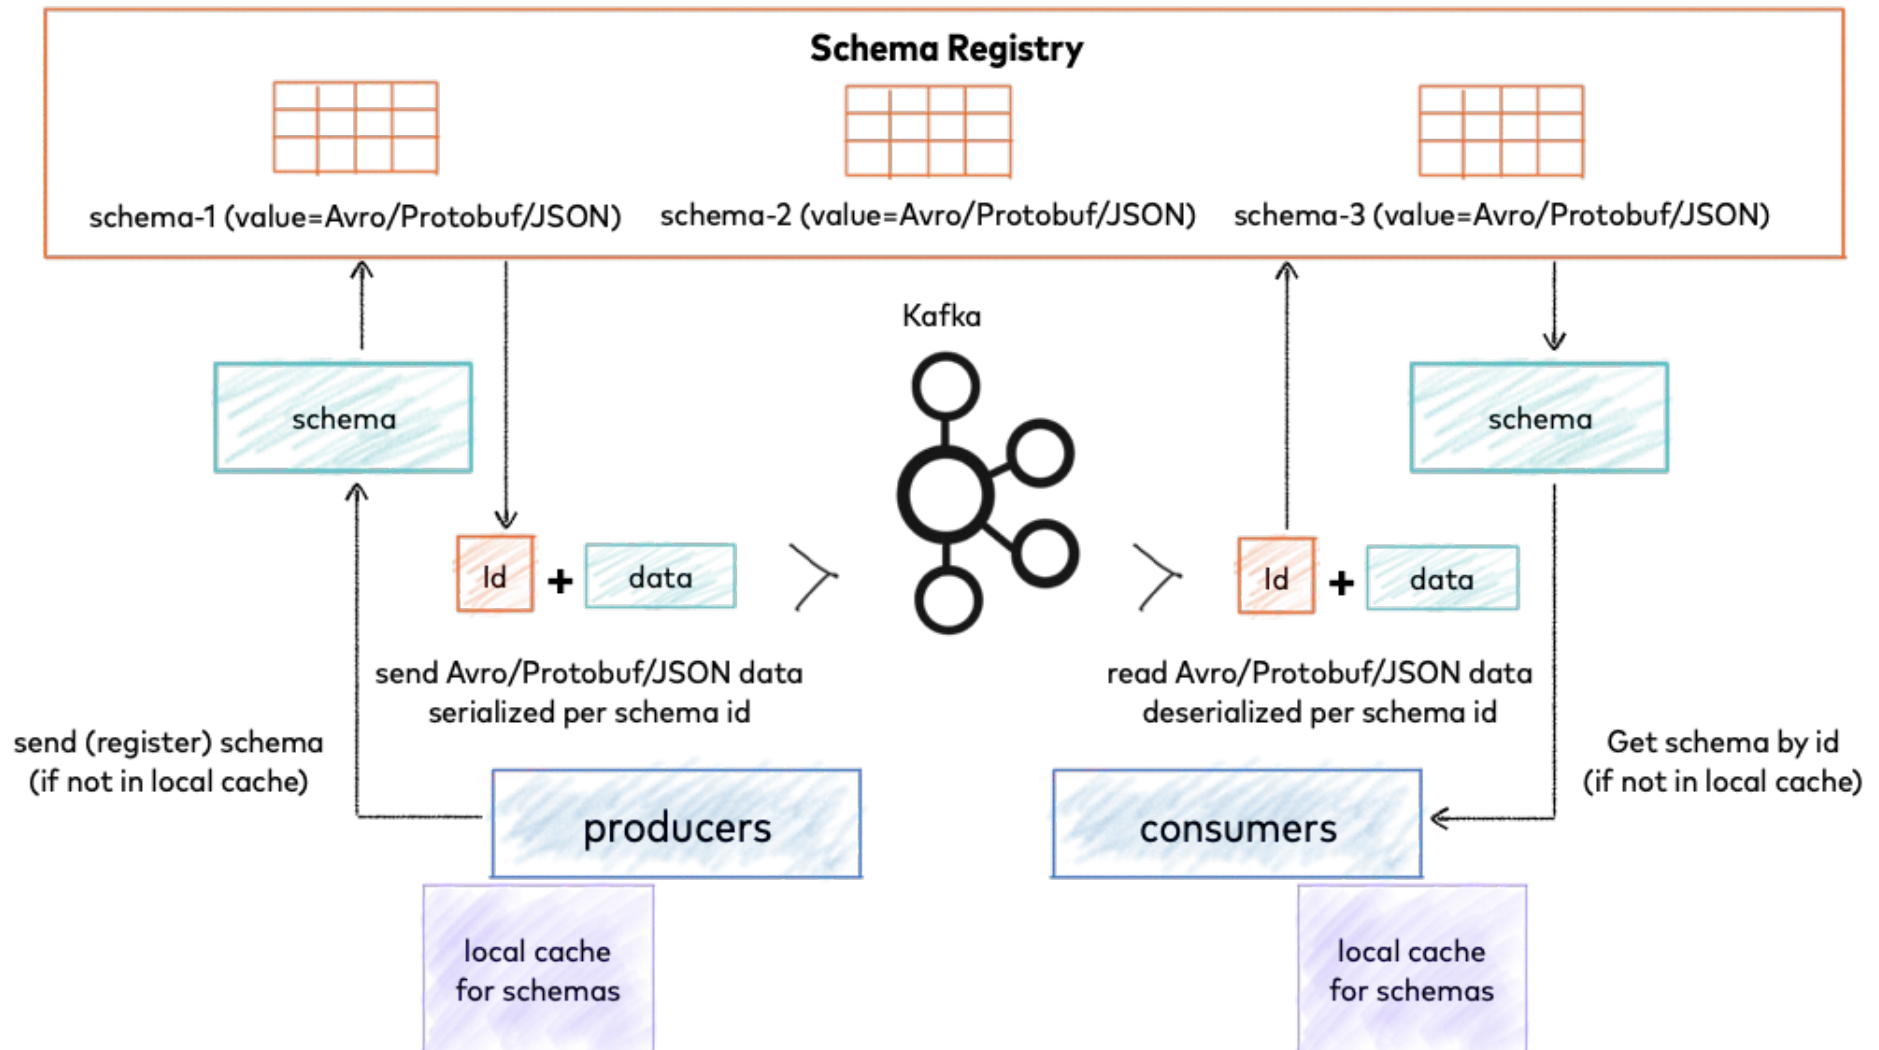 Schema Registry
schema-1 (value=Avro/Protobuf/JSON)
schema-2 (value=Avro/Protobuf/JSON)
schema-3 (value=Avro/Protobuf/JSON)
Kafka
schema
schema
Id
+
data
Id
+
data
send Avro/Protobuf/JSON data
serialized per schema id
read Avro/Protobuf/JSON data
deserialized per schema id
send (register) schema
(if not in local cache)
Get schema by id
(if not in local cache)
producers
consumers
local cache
for schemas
local cache
for schemas